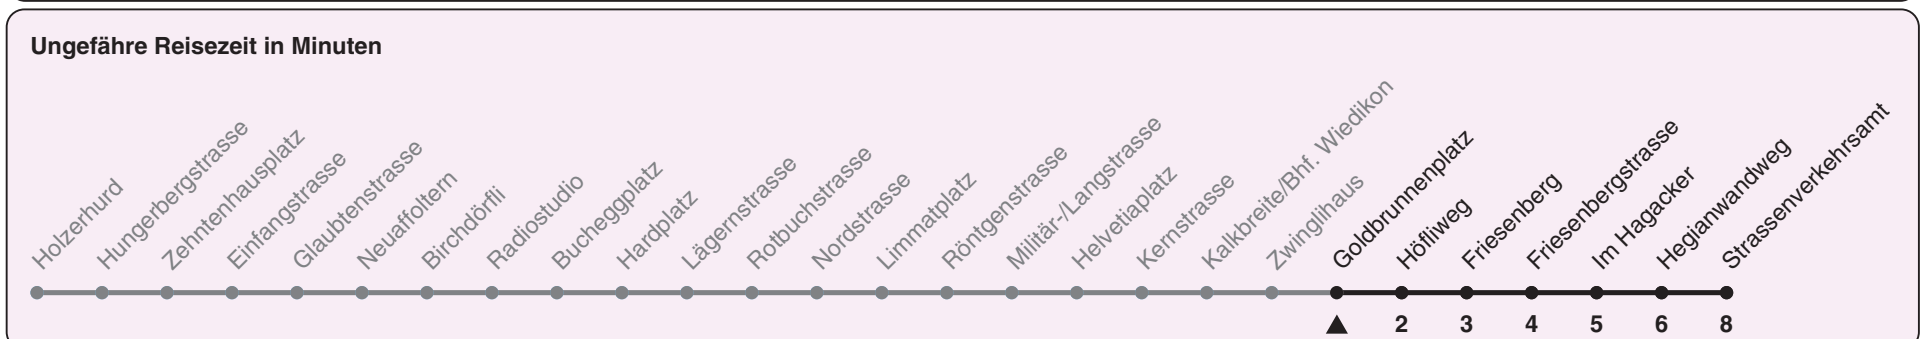 Ungefähre Reisezeit in Minuten
Holzerhurd
Hungerbergstrasse
Zehntenhausplatz
Einfangstrasse
Glaubtenstrasse
Neuaffoltern
Birchdörfli
Radiostudio
Bucheggplatz
Hardplatz
Lägernstrasse
Rotbuchstrasse
Nordstrasse
Limmatplatz
Röntgenstrasse
Militär-/Langstrasse
Helvetiaplatz
Kernstrasse
Kalkbreite/Bhf. Wiedikon
Zwinglihaus
Goldbrunnenplatz
Höfliweg
Friesenberg
Friesenbergstrasse
Im Hagacker
Hegianwandweg
Strassenverkehrsamt
2 3 4 5 6 8